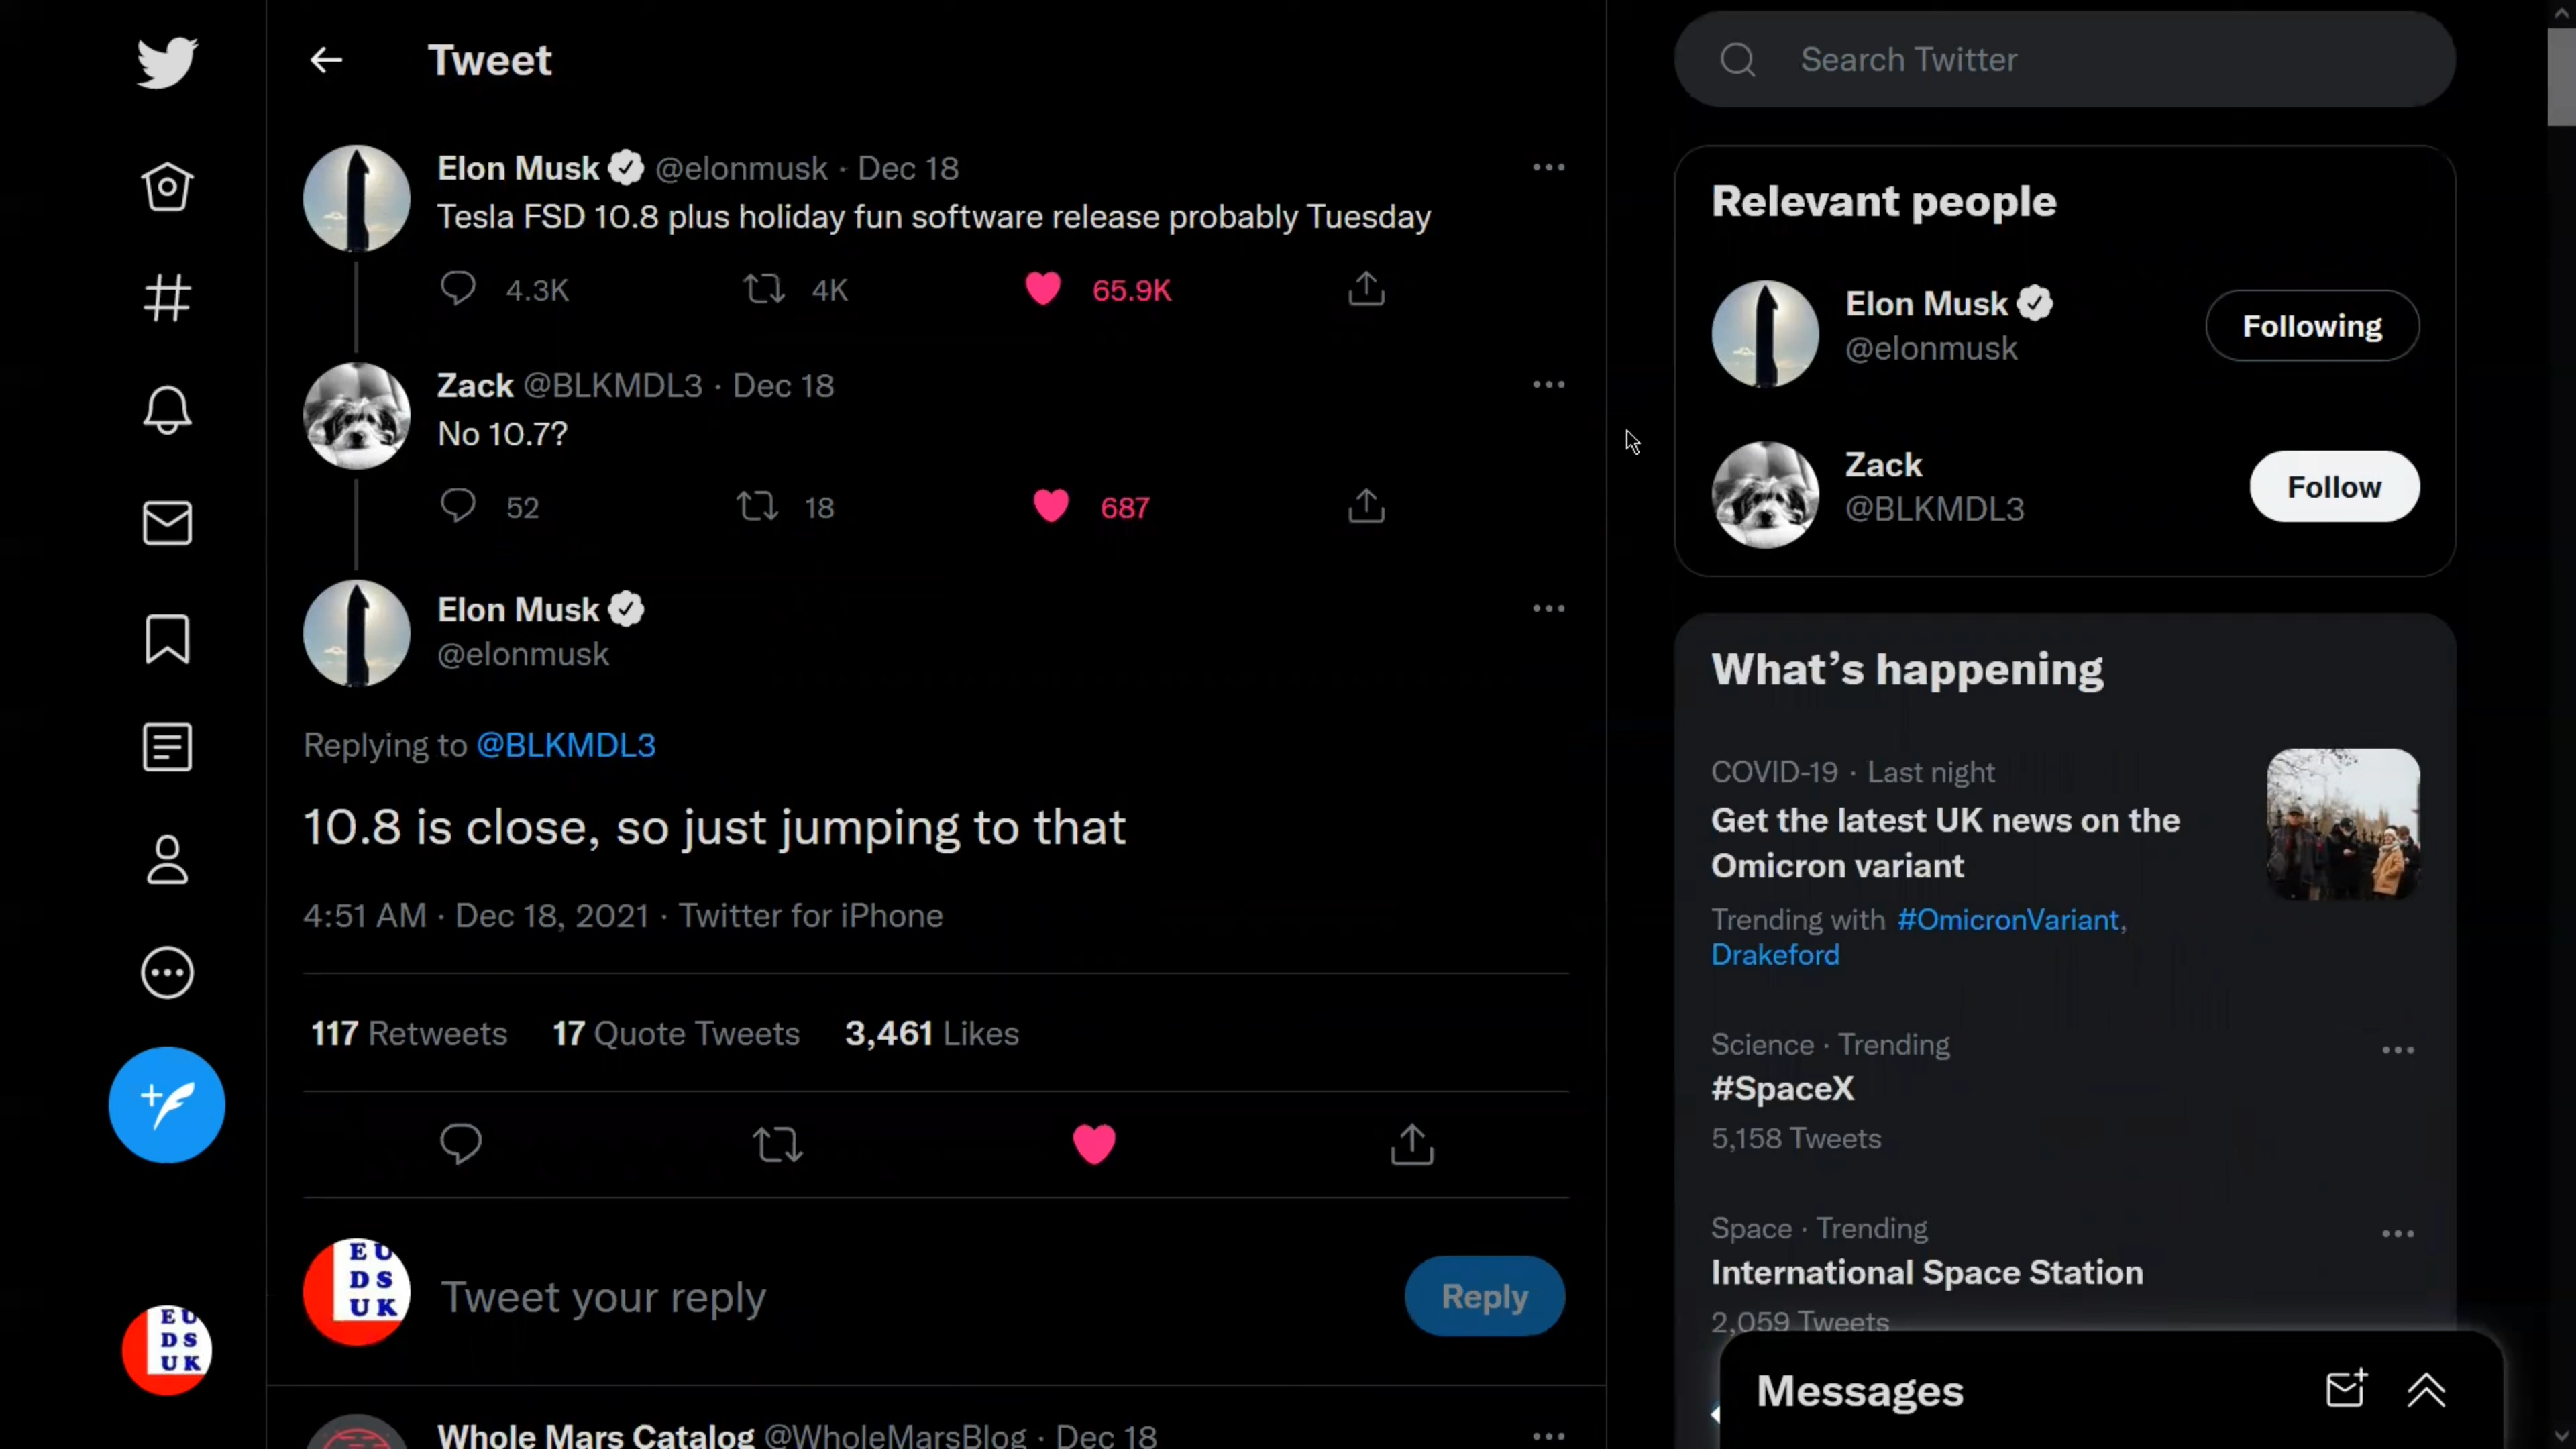 Tweet
Elon Musk @elonmusk · Dec 18
Tesla FSD 10.8 plus holiday fun software release probably Tuesday
4.3K 4K 65.9K
Zack @BLKMDL3 · Dec 18
No 10.7?
52 18 687
Elon Musk
@elonmusk
Replying to @BLKMDL3
10.8 is close, so just jumping to that
4:51 AM · Dec 18, 2021 · Twitter for iPhone
117 Retweets 17 Quote Tweets 3,461 Likes
EU
DS
UK
Tweet your reply
Reply
EU
DS
UK
Whole Mars Catalog @WholeMarsBlog · Dec 18
Search Twitter
Relevant people
Elon Musk
@elonmusk
Following
Zack
@BLKMDL3
Follow
What's happening
COVID-19 · Last night
Get the latest UK news on the
Omicron variant
Trending with #OmicronVariant,
Drakeford
Science · Trending
#SpaceX
5,158 Tweets
Space · Trending
International Space Station
2,059 Tweets
Messages